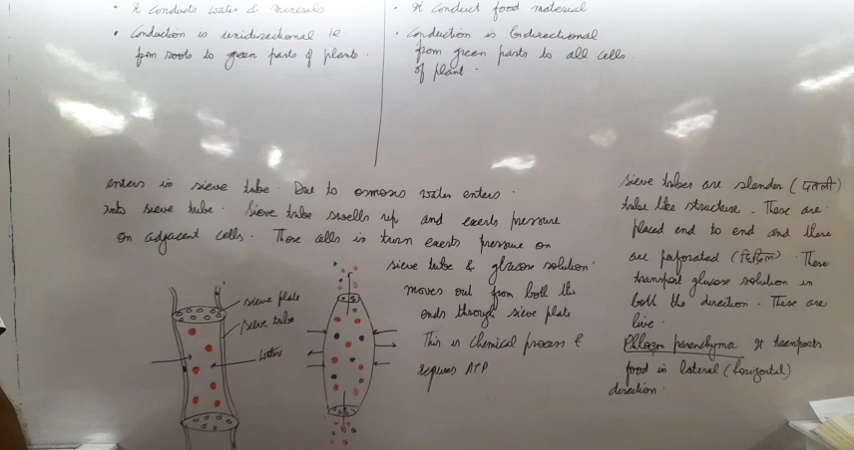 • It conducts water & minerals
• Conduction is unidirectional ie
from roots to green parts of plants.
• It conduct food material
• Conduction is bidirectional
from green parts to all cells
of plant.
enters in sieve tube. Due to osmosis water enters
into sieve tube. Sieve tube swells up and exerts pressure
on adjacent cells. These cells in turn exerts pressure on
sieve tube & glucose solution
moves out from both the
ends through sieve plate
This is chemical process &
requires ATP
sieve plate
sieve tube
water
sieve tubes are slender (पतली)
tube like structure. These are
placed end to end and there
are perforated These
transport glucose solution in
both the direction. These are
live.
Phloem parenchyma It transports
food in lateral (horizontal)
direction.